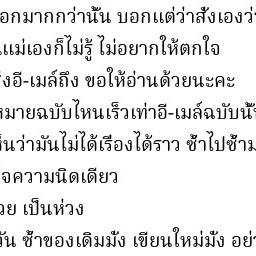 อกมากกว่านั้น บอกแต่ว่าสั่งเองว่
แม่เองก็ไม่รู้ ไม่อยากให้ตกใจ
อี-เมล์ถึง ขอให้อ่านด้วยนะคะ
หมายฉบับไหนเร็วเท่าอี-เมล์ฉบับนั้
นว่ามันไม่ได้เรื่องได้ราว ซ้ำไปซ้ำม
ใจความนิดเดียว
วย เป็นห่วง
วัน ซ้ำของเดิมมั่ง เขียนใหม่มั่ง อย่